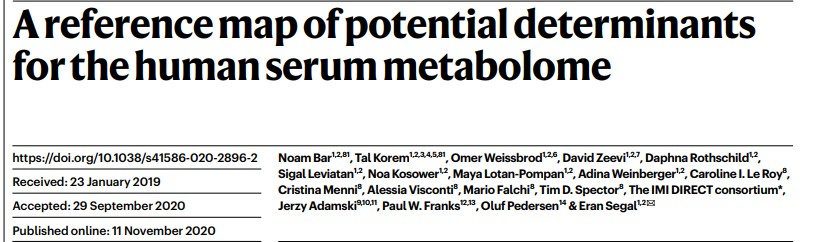 A reference map of potential determinants
for the human serum metabolome
https://doi.org/10.1038/s41586-020-2896-2
Received: 23 January 2019
Accepted: 29 September 2020
Published online: 11 November 2020
Noam Bar1,2,81, Tal Korem1,2,3,4,5,81, Omer Weissbrod1,2,6, David Zeevi1,2,7, Daphna Rothschild1,2,
Sigal Leviatan1,2, Noa Kosower1,2, Maya Lotan-Pompan1,2, Adina Weinberger1,2, Caroline I. Le Roy8,
Cristina Menni8, Alessia Visconti8, Mario Falchi8, Tim D. Spector8, The IMI DIRECT consortium*,
Jerzy Adamski9,10,11, Paul W. Franks12,13, Oluf Pedersen14 & Eran Segal1,2✉